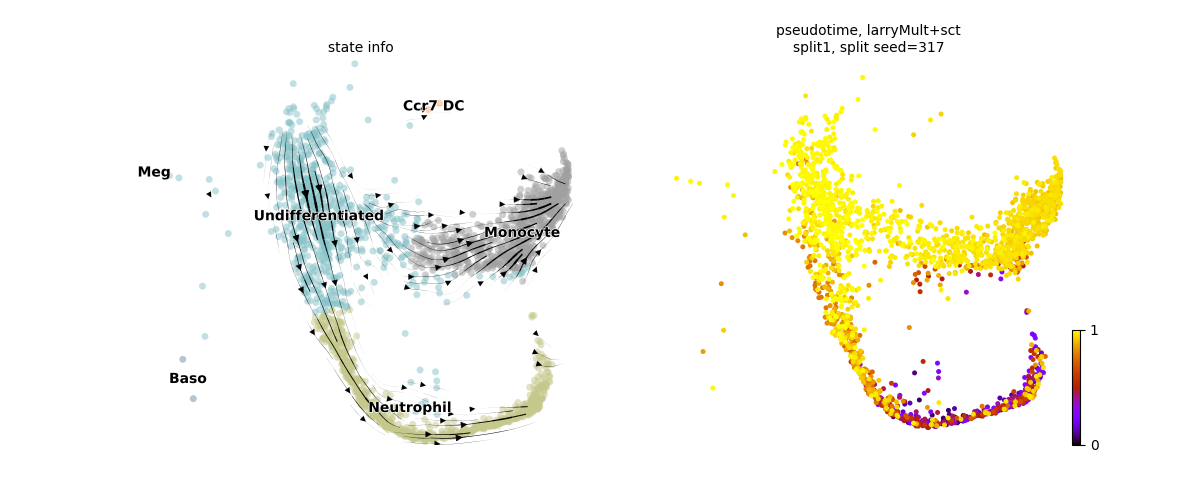 state info
Ccr7 DC
Meg
Undifferentiated
Monocyte
Baso
Neutrophil
pseudotime, larryMult+sct
split1, split seed=317
1
0